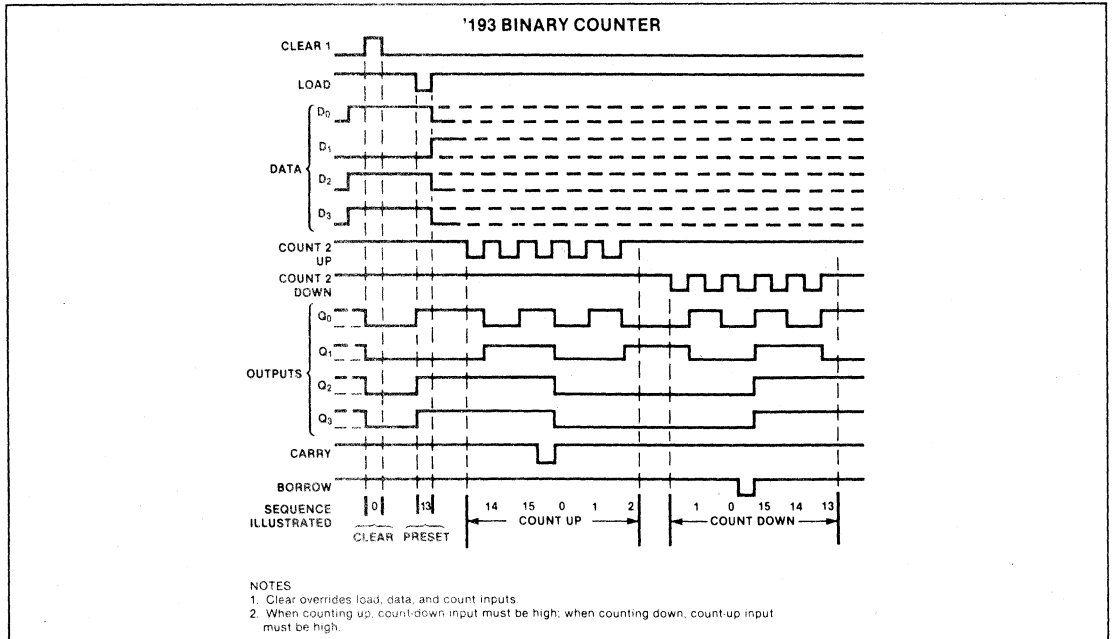 '193 BINARY COUNTER
CLEAR 1
LOAD
D0
D1
DATA
D2
D3
COUNT 2
UP
COUNT 2
DOWN
Q0
Q1
OUTPUTS
Q2
Q3
CARRY
BORROW
SEQUENCE
ILLUSTRATED
0 13 14 15 0 1 2 1 0 15 14 13
CLEAR PRESET COUNT UP COUNT DOWN
NOTES
1. Clear overrides load, data, and count inputs
2. When counting up, count-down input must be high; when counting down, count-up input
must be high.